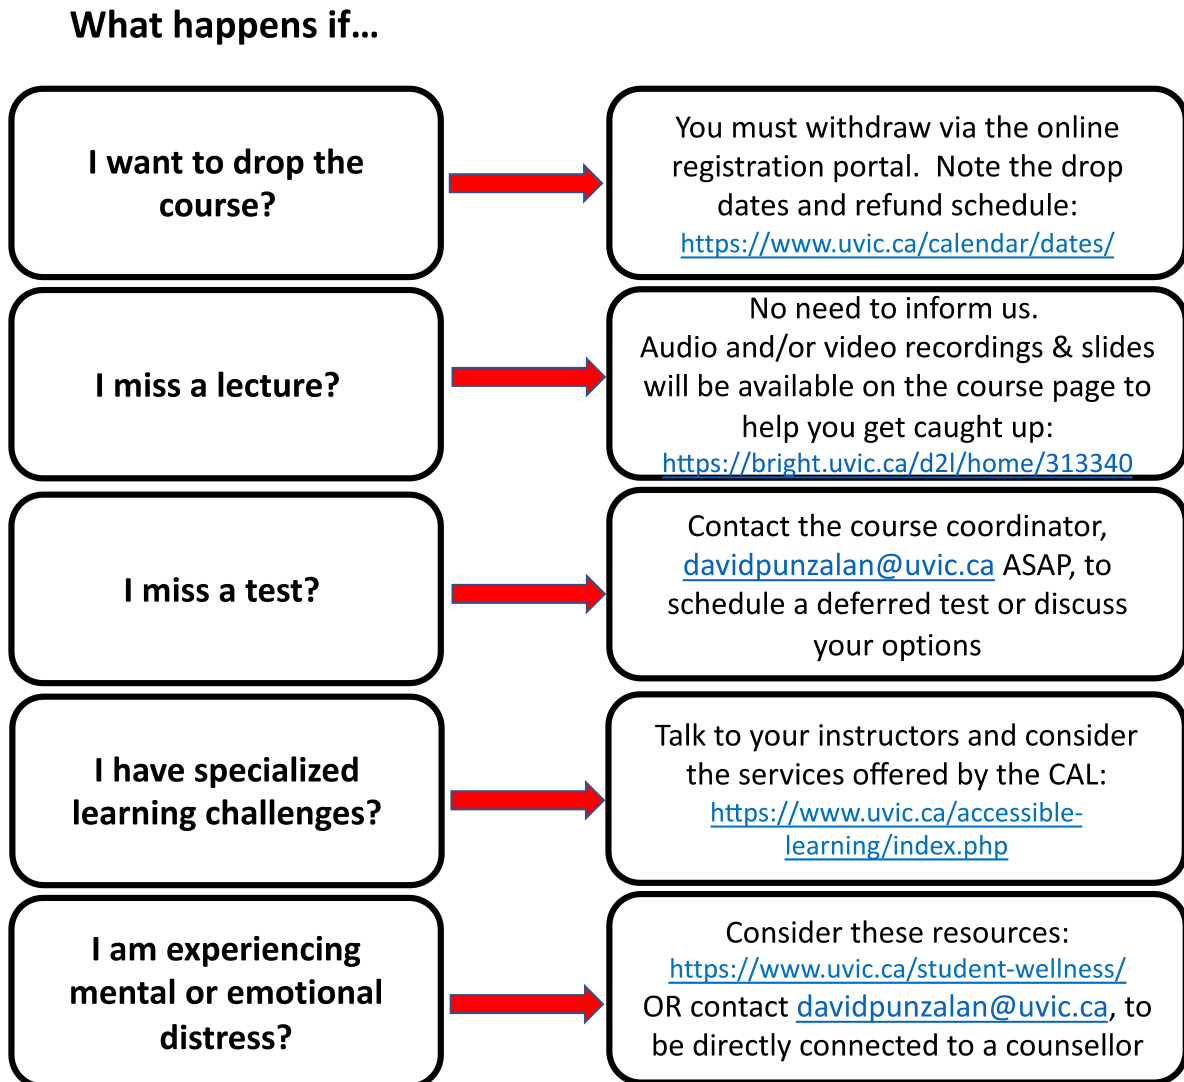 What happens if…
I want to drop the
course?
You must withdraw via the online
registration portal.  Note the drop
dates and refund schedule:
https://www.uvic.ca/calendar/dates/
I miss a lecture?
No need to inform us.
Audio and/or video recordings & slides
will be available on the course page to
help you get caught up:
https://bright.uvic.ca/d2l/home/313340
I miss a test?
Contact the course coordinator,
davidpunzalan@uvic.ca ASAP, to
schedule a deferred test or discuss
your options
I have specialized
learning challenges?
Talk to your instructors and consider
the services offered by the CAL:
https://www.uvic.ca/accessible-
learning/index.php
I am experiencing
mental or emotional
distress?
Consider these resources:
https://www.uvic.ca/student-wellness/
OR contact davidpunzalan@uvic.ca, to
be directly connected to a counsellor